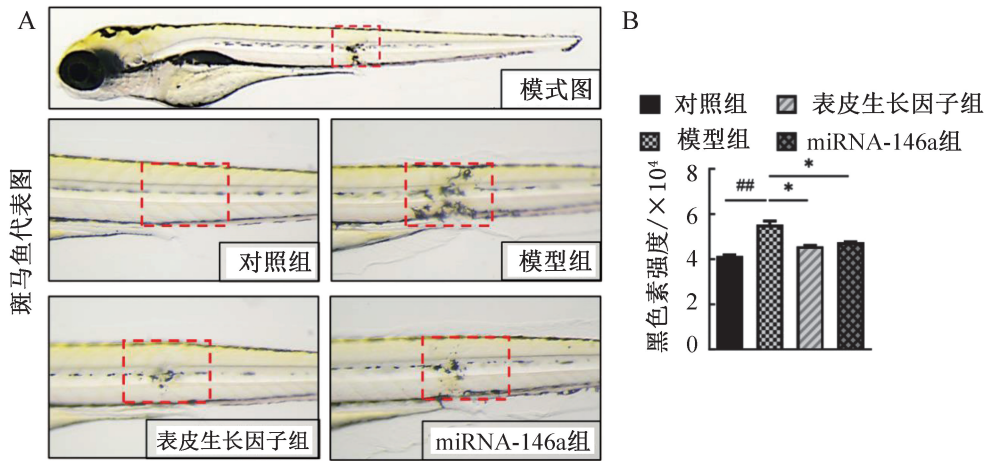 A
模式图
斑马鱼代表图
对照组
模型组
表皮生长因子组
miRNA-146a组
B
对照组 表皮生长因子组
模型组 miRNA-146a组
黑色素强度/×10⁴
8
6
4
2
0
##
*
*